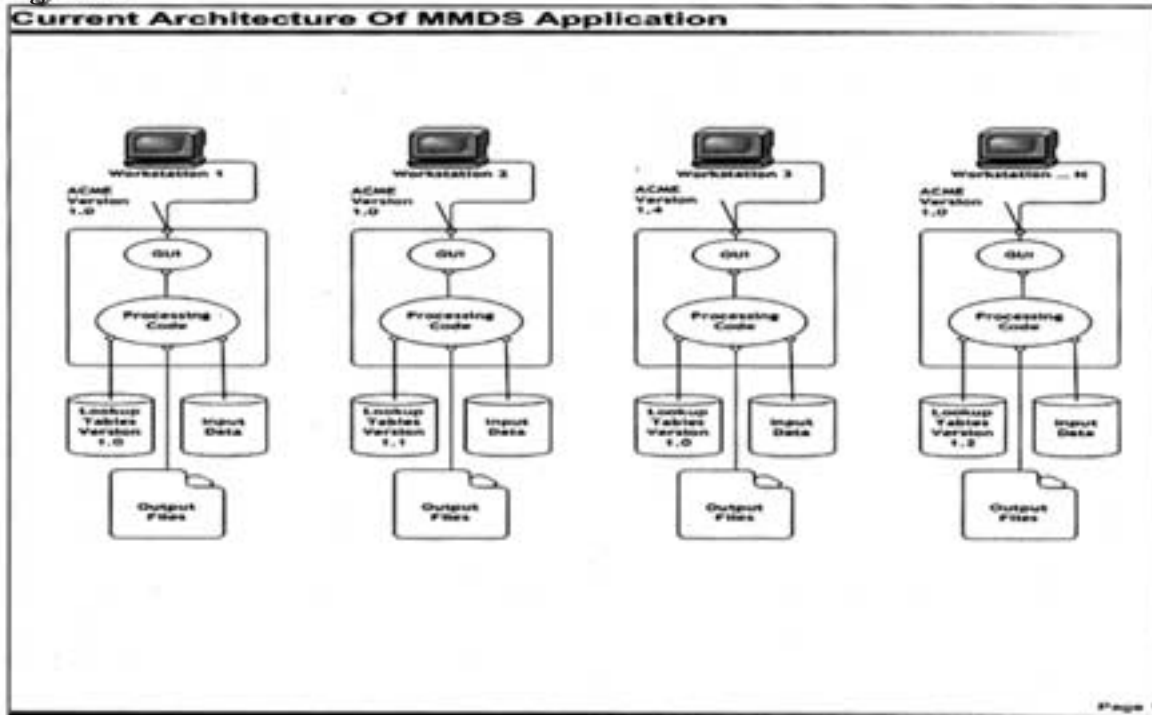 Current Architecture Of MMDS Application
Workstation 1
ACME
Version
1.0
GUI
Processing
Code
Lookup
Tables
Version
1.0
Input
Data
Output
Files
Workstation 2
ACME
Version
1.0
GUI
Processing
Code
Lookup
Tables
Version
1.1
Input
Data
Output
Files
Workstation 3
ACME
Version
1.4
GUI
Processing
Code
Lookup
Tables
Version
1.0
Input
Data
Output
Files
Workstation ... N
ACME
Version
1.0
GUI
Processing
Code
Lookup
Tables
Version
1.2
Input
Data
Output
Files
Page